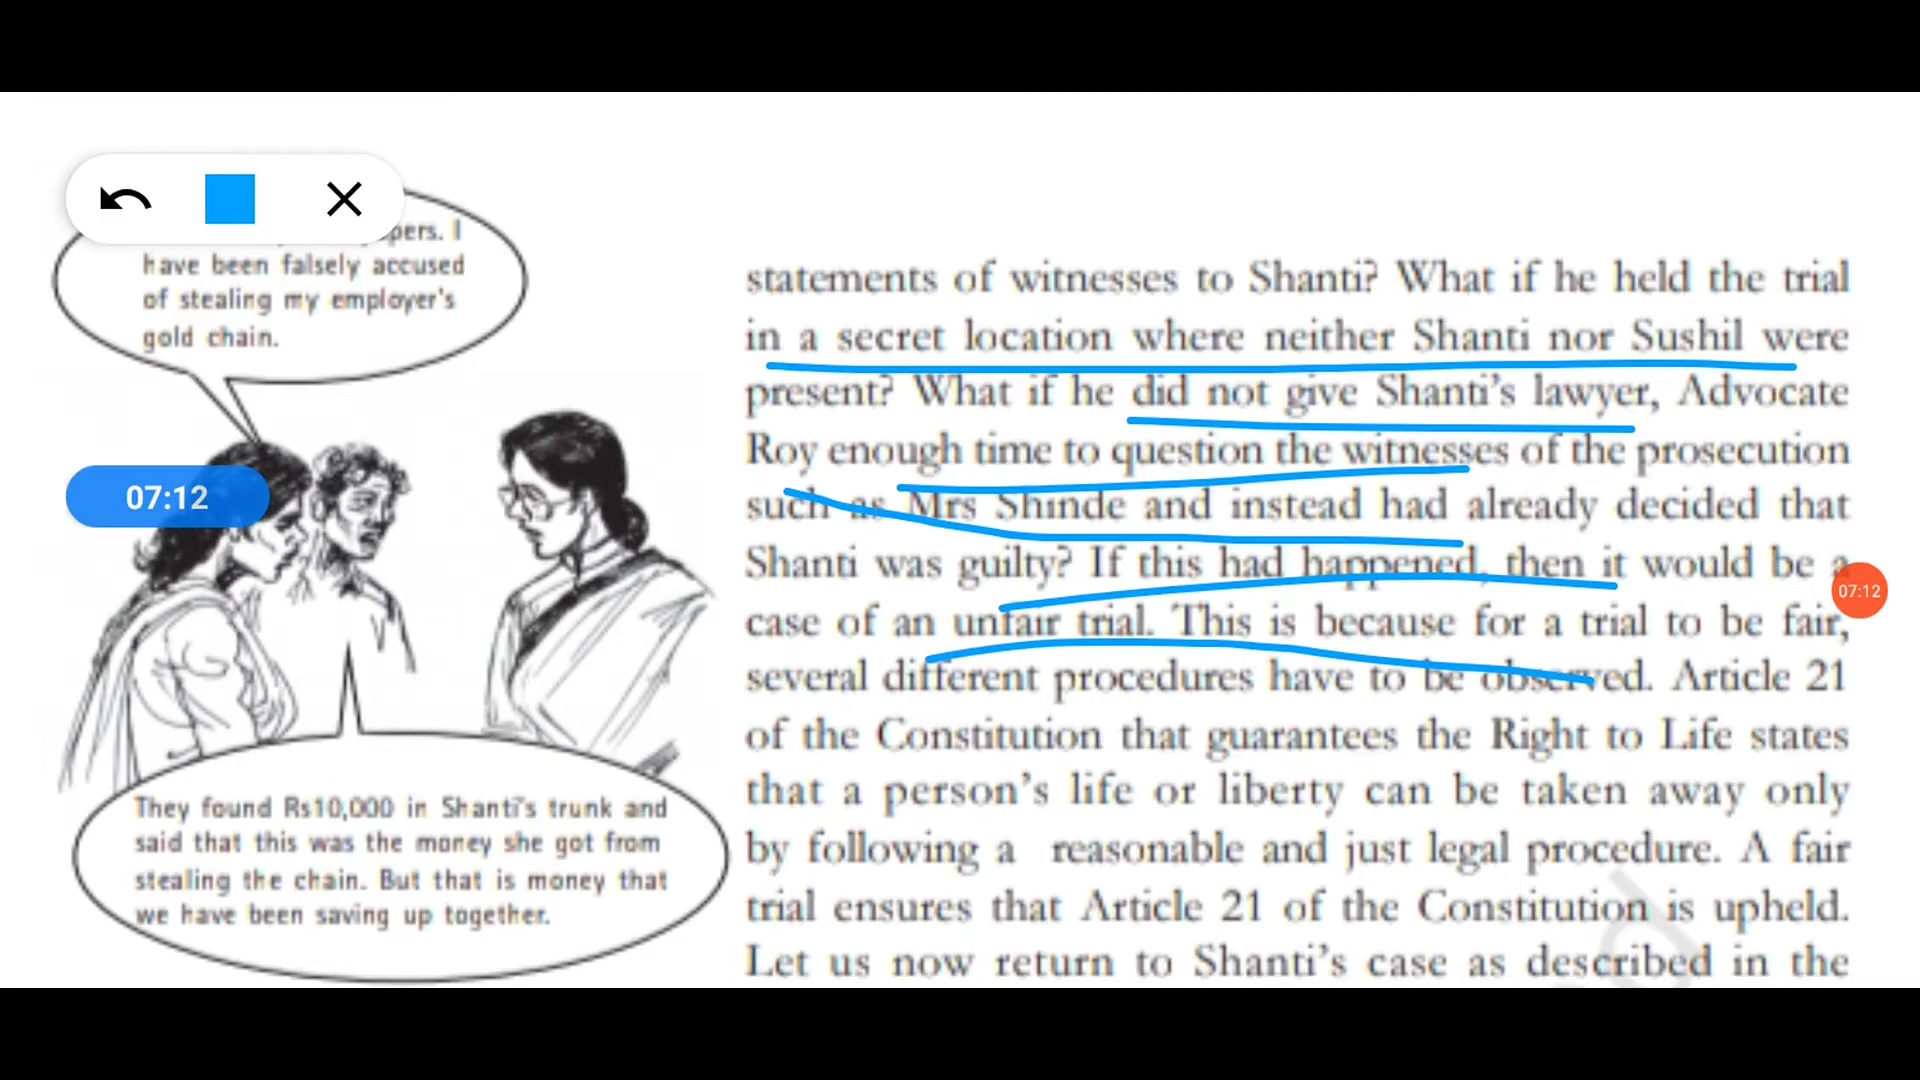 pers. I
have been falsely accused
of stealing my employer's
gold chain.
07:12
They found Rs10,000 in Shanti's trunk and
said that this was the money she got from
stealing the chain. But that is money that
we have been saving up together.
statements of witnesses to Shanti? What if he held the trial
in a secret location where neither Shanti nor Sushil were
present? What if he did not give Shanti's lawyer, Advocate
Roy enough time to question the witnesses of the prosecution
such as Mrs Shinde and instead had already decided that
Shanti was guilty? If this had happened, then it would be a
case of an unfair trial. This is because for a trial to be fair,
several different procedures have to be observed. Article 21
of the Constitution that guarantees the Right to Life states
that a person's life or liberty can be taken away only
by following a reasonable and just legal procedure. A fair
trial ensures that Article 21 of the Constitution is upheld.
Let us now return to Shanti's case as described in the
07:12